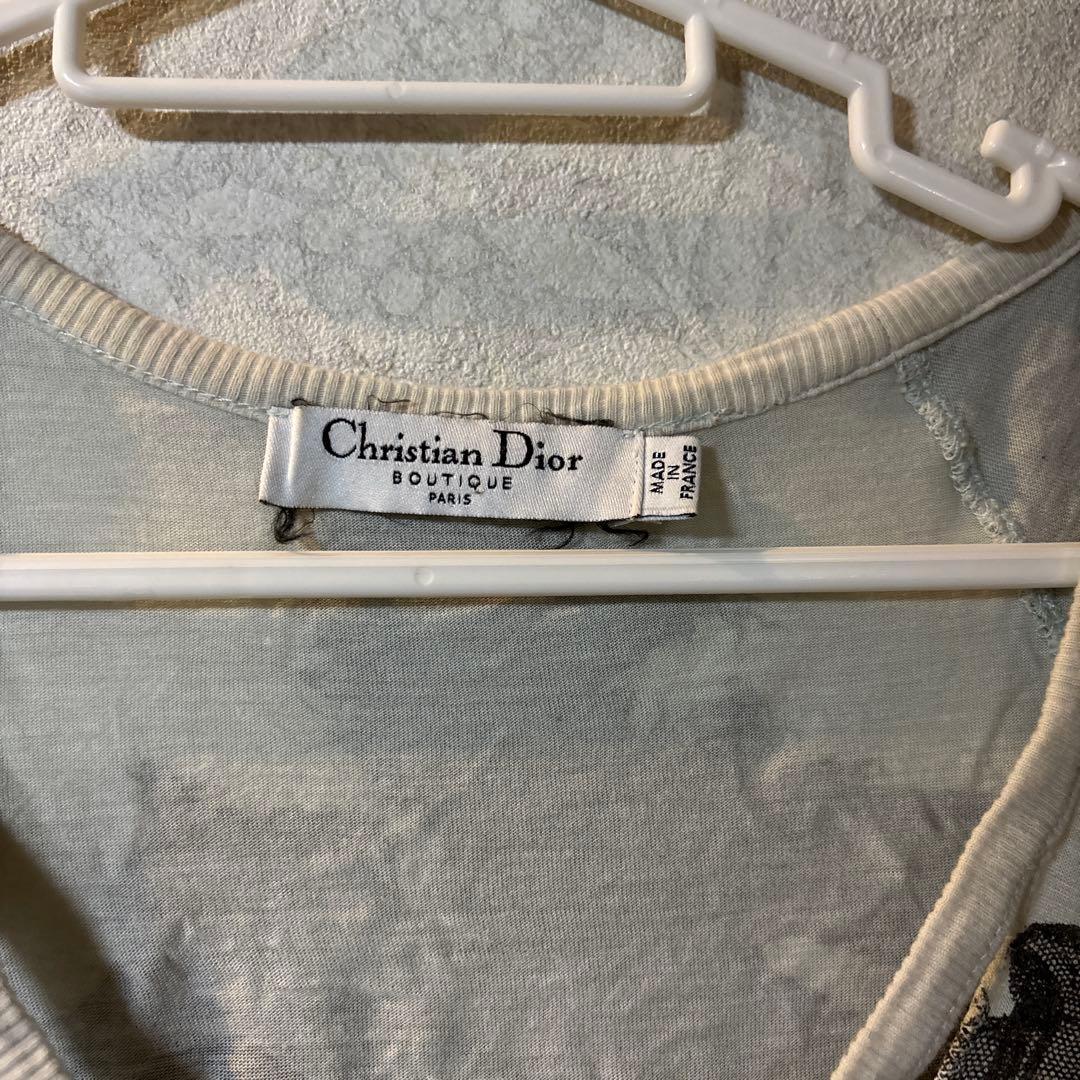 Christian Dior
BOUTIQUE
PARIS
MADE
IN
FRANCE